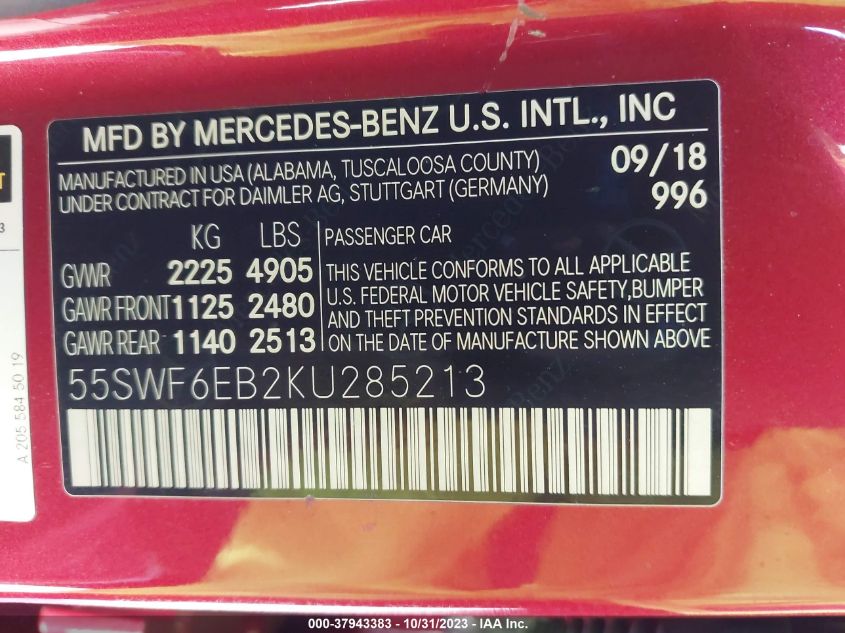 MFD BY MERCEDES-BENZ U.S. INTL., INC
MANUFACTURED IN USA (ALABAMA, TUSCALOOSA COUNTY)
UNDER CONTRACT FOR DAIMLER AG, STUTTGART (GERMANY)
09/18
996
KG LBS
GVWR 2225 4905
GAWR FRONT 1125 2480
GAWR REAR 1140 2513
PASSENGER CAR
THIS VEHICLE CONFORMS TO ALL APPLICABLE
U.S. FEDERAL MOTOR VEHICLE SAFETY, BUMPER
AND THEFT PREVENTION STANDARDS IN EFFECT
ON THE DATE OF MANUFACTURE SHOWN ABOVE
55SWF6EB2KU285213
A 205 584 50 19
000-37943383 - 10/31/2023 - IAA Inc.